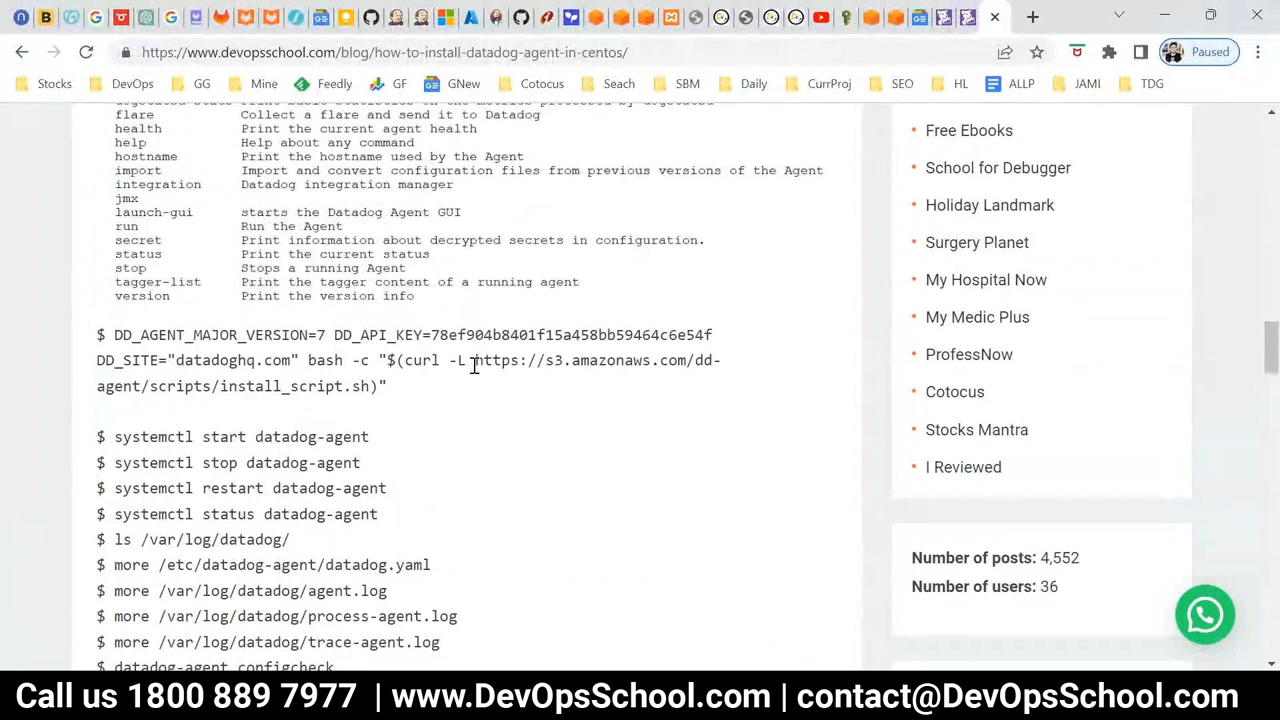 Paused
https://www.devopsschool.com/blog/how-to-install-datadog-agent-in-centos/
Stocks DevOps GG Mine Feedly GF GNew Cotocus Seach SBM Daily CurrProj SEO HL ALLP JAMI TDG
flare Collect a flare and send it to Datadog
health Print the current agent health
help Help about any command
hostname Print the hostname used by the Agent
import Import and convert configuration files from previous versions of the Agent
integration Datadog integration manager
jmx
launch-gui starts the Datadog Agent GUI
run Run the Agent
secret Print information about decrypted secrets in configuration.
status Print the current status
stop Stops a running Agent
tagger-list Print the tagger content of a running agent
version Print the version info
$ DD_AGENT_MAJOR_VERSION=7 DD_API_KEY=78ef904b8401f15a458bb59464c6e54f
DD_SITE="datadoghq.com" bash -c "$(curl -L https://s3.amazonaws.com/dd-
agent/scripts/install_script.sh)"
$ systemctl start datadog-agent
$ systemctl stop datadog-agent
$ systemctl restart datadog-agent
$ systemctl status datadog-agent
$ ls /var/log/datadog/
$ more /etc/datadog-agent/datadog.yaml
$ more /var/log/datadog/agent.log
$ more /var/log/datadog/process-agent.log
$ more /var/log/datadog/trace-agent.log
$ datadog-agent configcheck
Free Ebooks
School for Debugger
Holiday Landmark
Surgery Planet
My Hospital Now
My Medic Plus
ProfessNow
Cotocus
Stocks Mantra
I Reviewed
Number of posts: 4,552
Number of users: 36
Call us 1800 889 7977 | www.DevOpsSchool.com | contact@DevOpsSchool.com